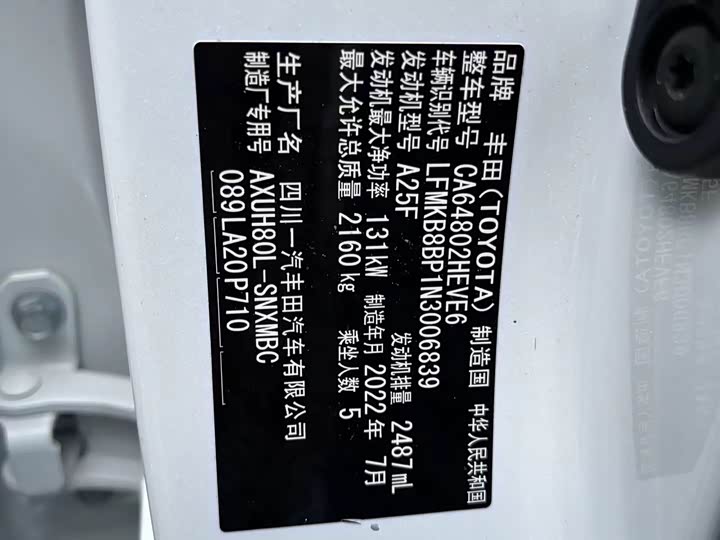 品牌 丰田(TOYOTA) 制造国 中华人民共和国
整车型号 CA64802HEVE6
车辆识别代号 LFMKB8BP1N3006839
发动机型号 A25F 发动机排量 2487mL
发动机最大净功率 131kW 制造年月 2022年 7月
最大允许总质量 2160kg 乘坐人数 5
生产厂名 四川一汽丰田汽车有限公司
制造厂专用号 AXUH80L-SNXMBC
089LA20P710